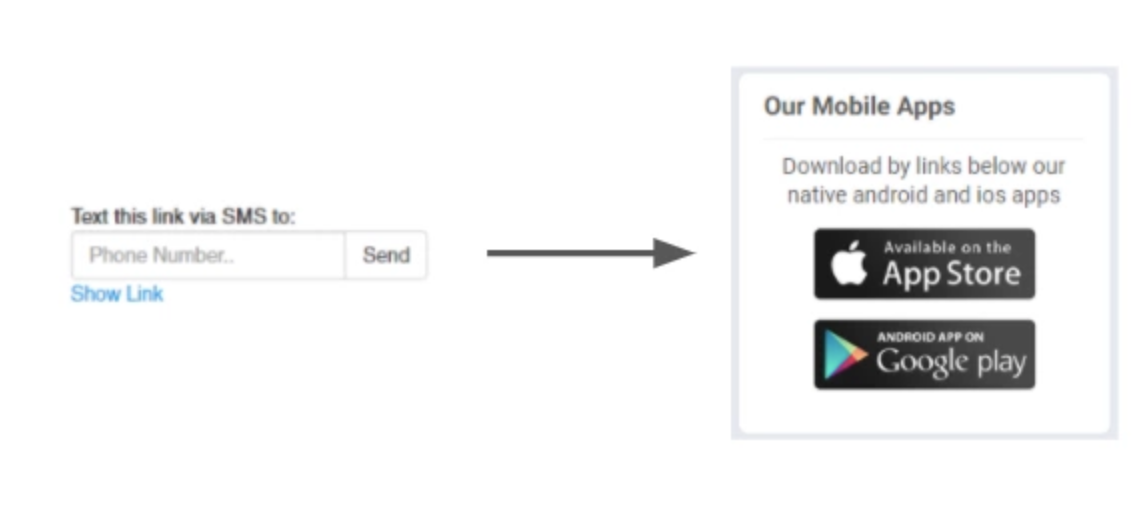 Text this link via SMS to:
Phone Number..
Send
Show Link
Our Mobile Apps
Download by links below our
native android and ios apps
Available on the
App Store
ANDROID APP ON
Google play